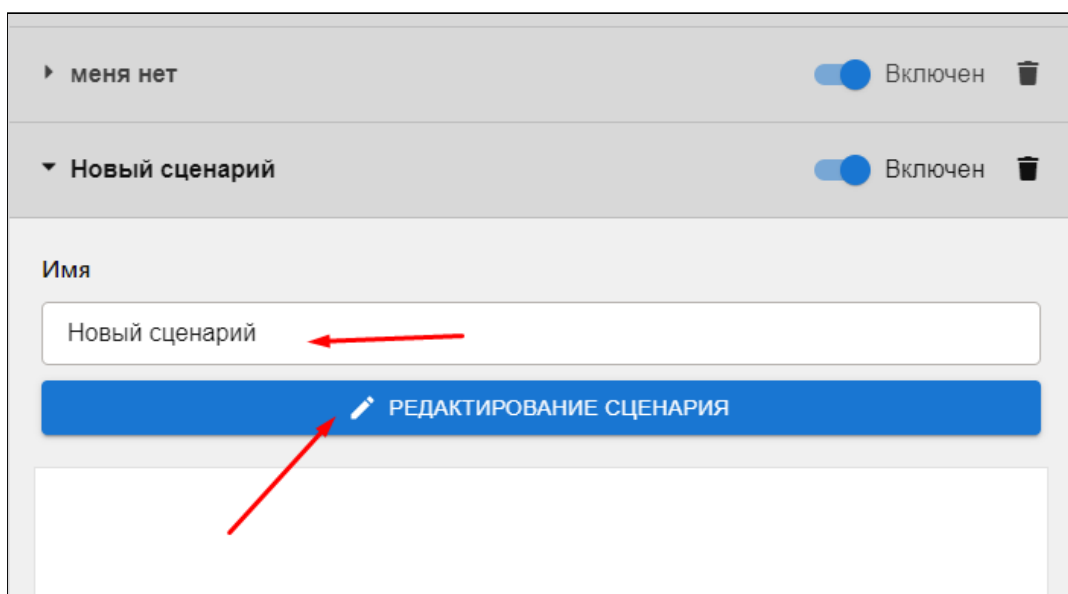 меня нет Включен
Новый сценарий Включен
Имя
Новый сценарий
РЕДАКТИРОВАНИЕ СЦЕНАРИЯ